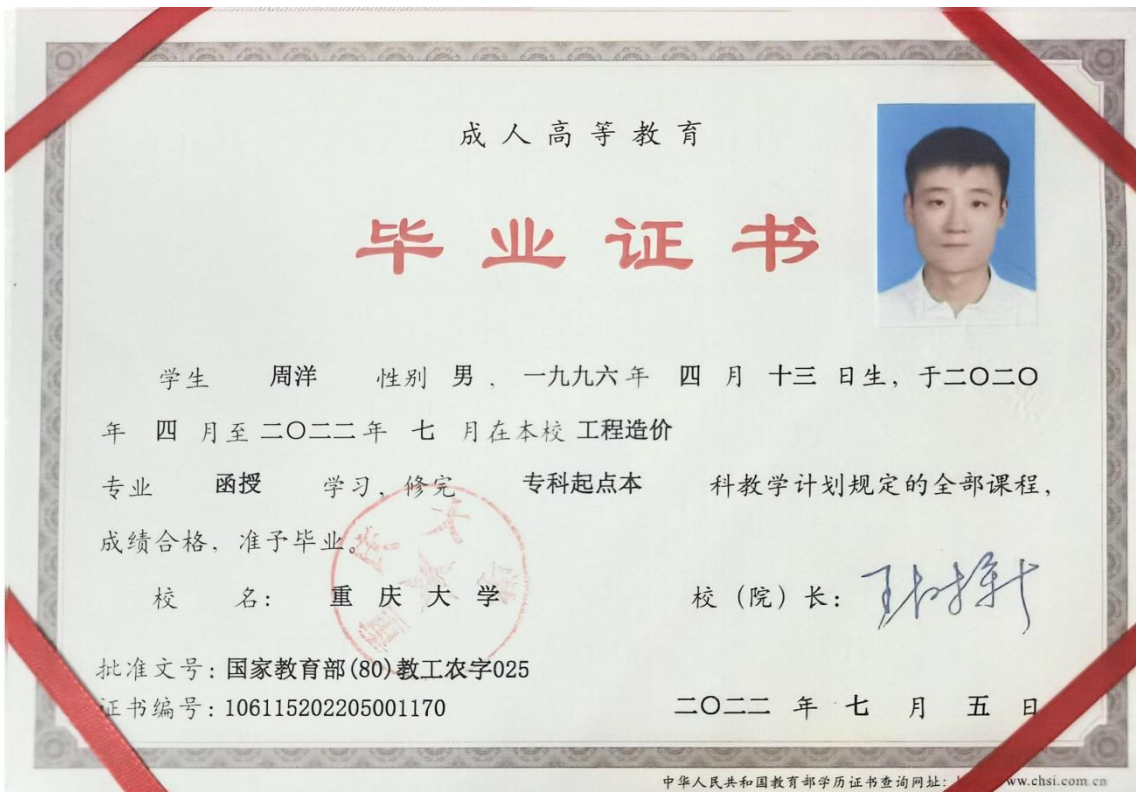 成人高等教育
毕业证书
学生 周洋 性别 男，一九九六年 四 月 十三 日生，于二〇二〇
年 四 月至二〇二二年 七 月在本校 工程造价
专业 函授 学习，修完 专科起点本 科教学计划规定的全部课程，
成绩合格，准予毕业。
校 名：重庆大学
校（院）长：
批准文号：国家教育部(80)教工农字025
证书编号：106115202205001170
二〇二二 年 七 月 五 日
中华人民共和国教育部学历证书查询网址： ww.chsi.com.cn